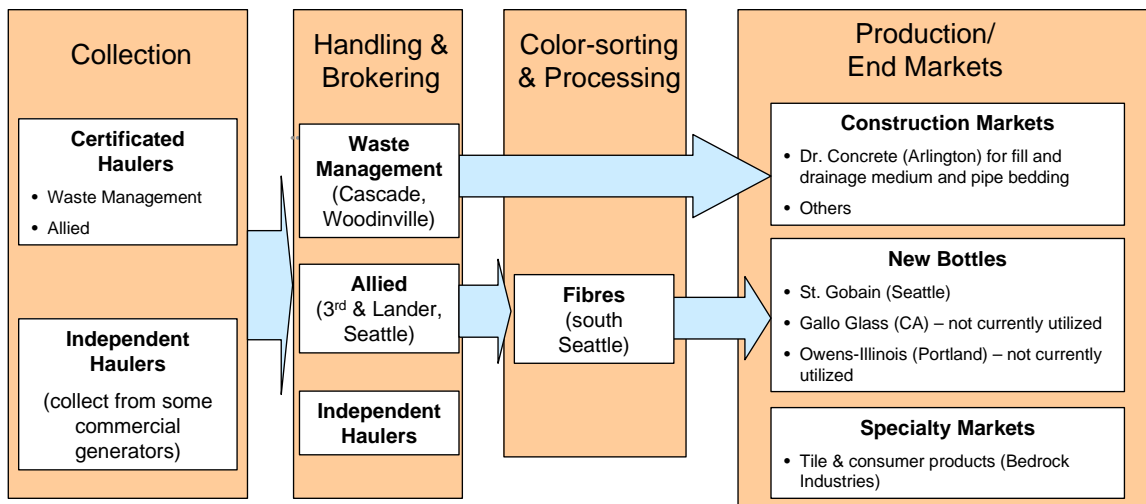 Collection
Certificated
Haulers
• Waste Management
• Allied
Independent
Haulers
(collect from some
commercial
generators)
Handling &
Brokering
Waste
Management
(Cascade,
Woodinville)
Allied
(3rd & Lander,
Seattle)
Independent
Haulers
Color-sorting
& Processing
Fibres
(south
Seattle)
Production/
End Markets
Construction Markets
• Dr. Concrete (Arlington) for fill and
drainage medium and pipe bedding
• Others
New Bottles
• St. Gobain (Seattle)
• Gallo Glass (CA) – not currently utilized
• Owens-Illinois (Portland) – not currently
utilized
Specialty Markets
• Tile & consumer products (Bedrock
Industries)